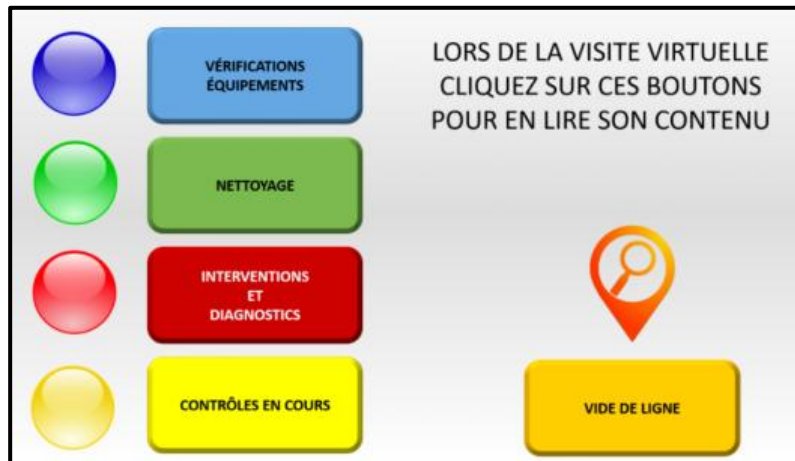 VÉRIFICATIONS
ÉQUIPEMENTS
NETTOYAGE
INTERVENTIONS
ET
DIAGNOSTICS
CONTRÔLES EN COURS
LORS DE LA VISITE VIRTUELLE
CLIQUEZ SUR CES BOUTONS
POUR EN LIRE SON CONTENU
VIDE DE LIGNE